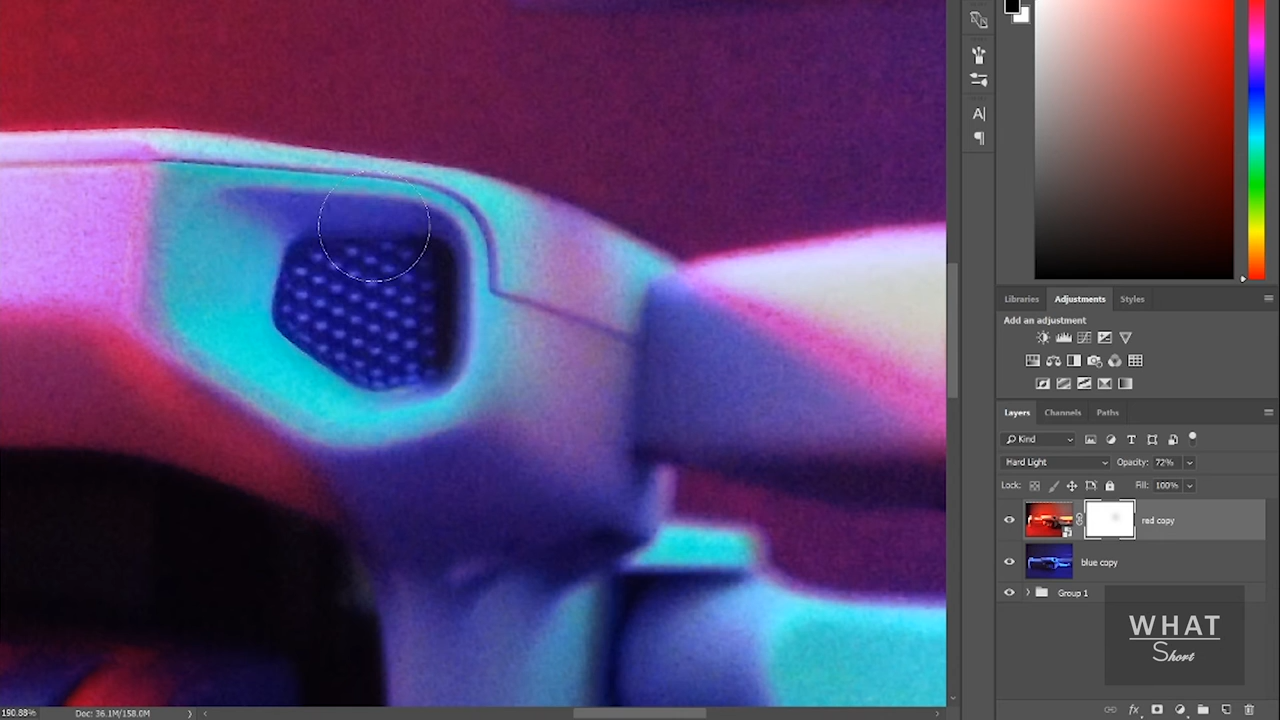 A|
¶
Libraries Adjustments Styles
Add an adjustment
Layers Channels Paths
Kind
Hard Light Opacity: 72%
Lock: Fill: 100%
red copy
blue copy
Group 1
WHAT
Short
fx
190.88% Doc: 36.1M/158.0M